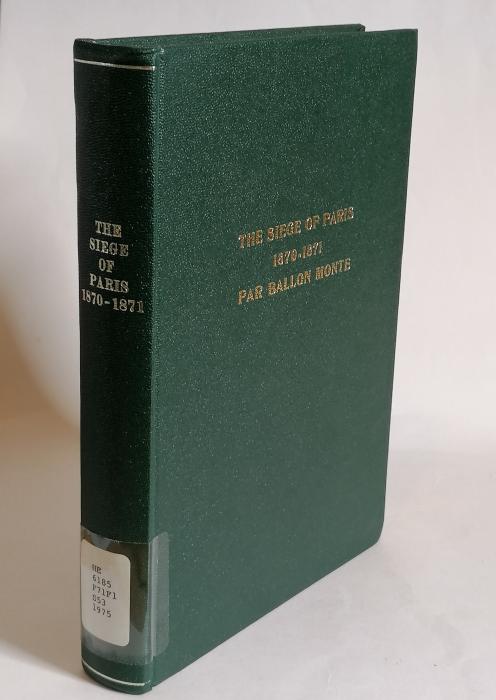 THE
SIEGE
OF
PARIS
1870-1871
THE SIEGE OF PARIS
1870-1871
PAR BALLON MONTE
HE
6185
F71F1
S53
1975